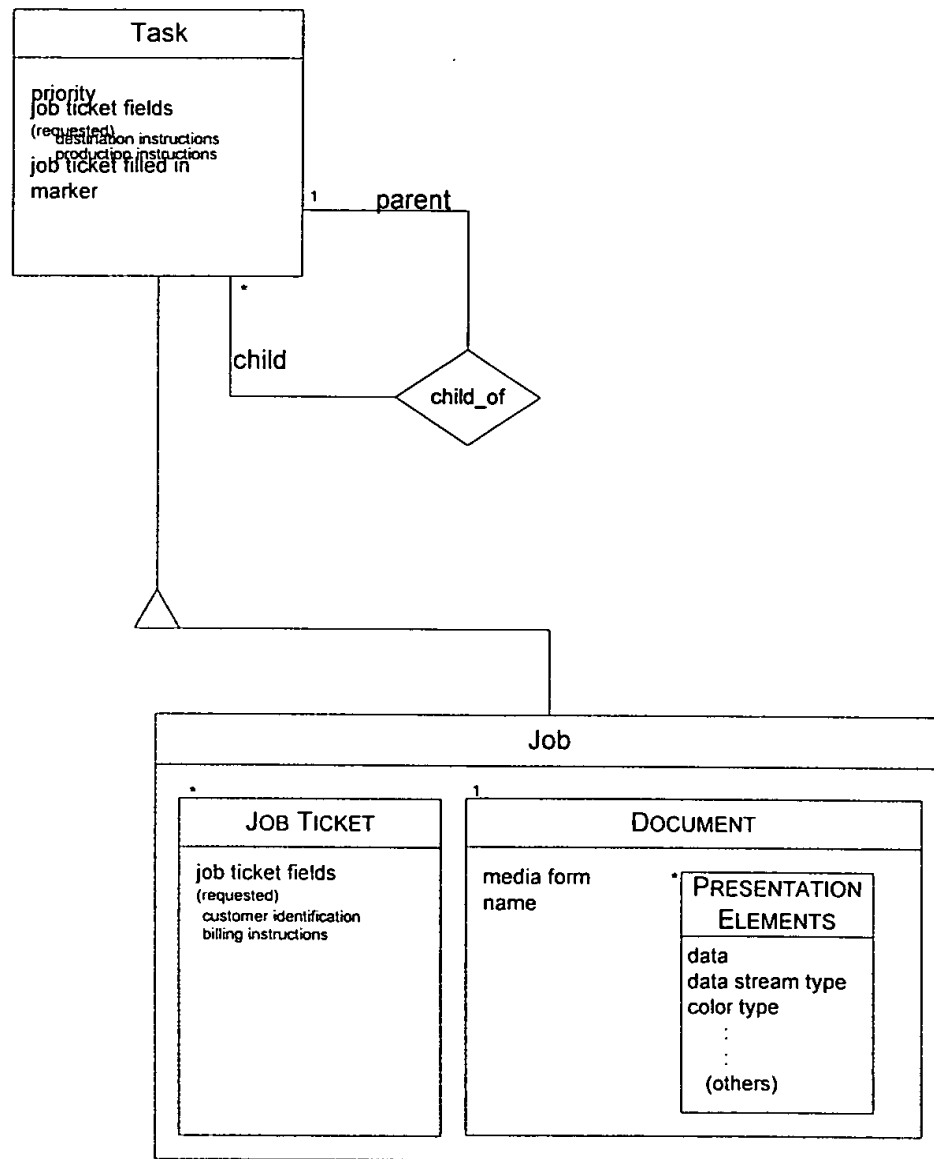 Task
priority
job ticket fields
(requested)
destination instructions
production instructions
job ticket filled in
marker
1
parent
*
child
child_of
Job
*
JOB TICKET
job ticket fields
(requested)
customer identification
billing instructions
1
DOCUMENT
media form
name
*
PRESENTATION
ELEMENTS
data
data stream type
color type
:
:
(others)